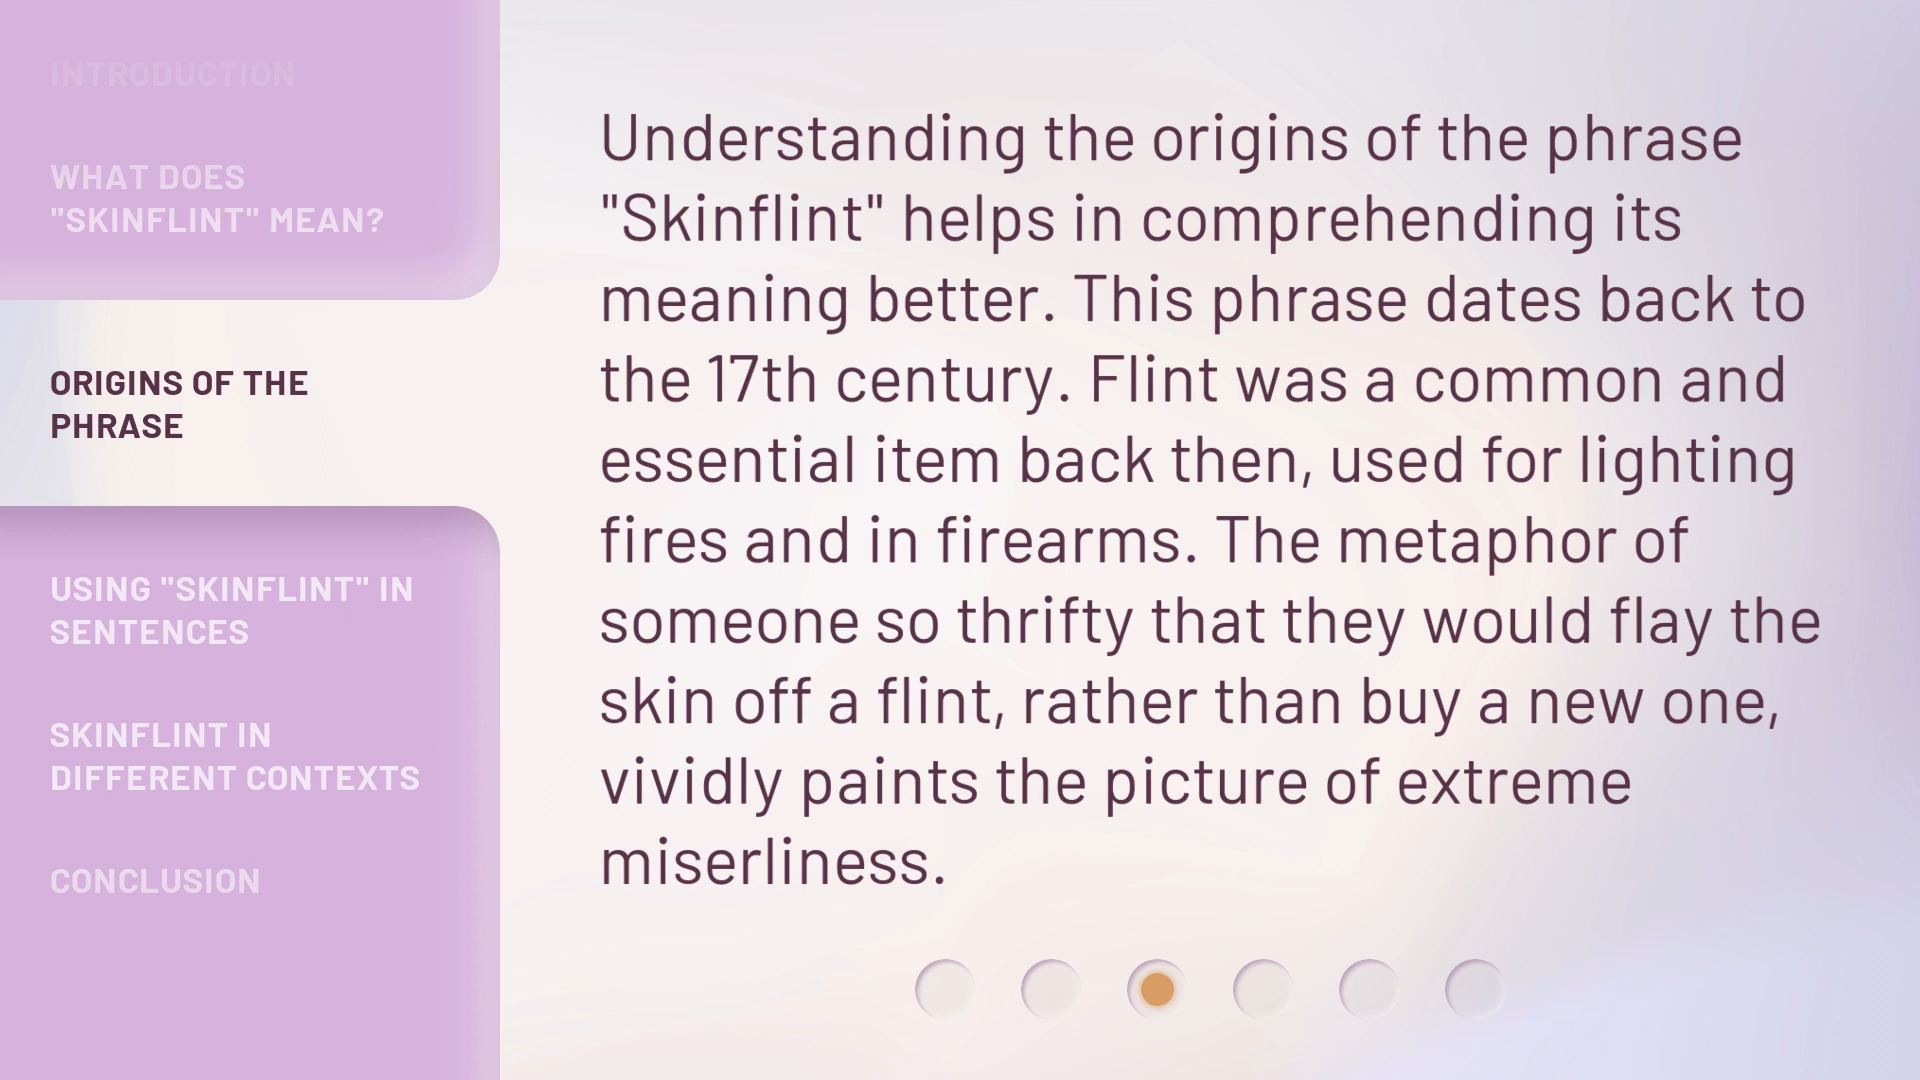 INTRODUCTION
WHAT DOES
"SKINFLINT" MEAN?
ORIGINS OF THE
PHRASE
USING "SKINFLINT" IN
SENTENCES
SKINFLINT IN
DIFFERENT CONTEXTS
CONCLUSION
Understanding the origins of the phrase
"Skinflint" helps in comprehending its
meaning better. This phrase dates back to
the 17th century. Flint was a common and
essential item back then, used for lighting
fires and in firearms. The metaphor of
someone so thrifty that they would flay the
skin off a flint, rather than buy a new one,
vividly paints the picture of extreme
miserliness.